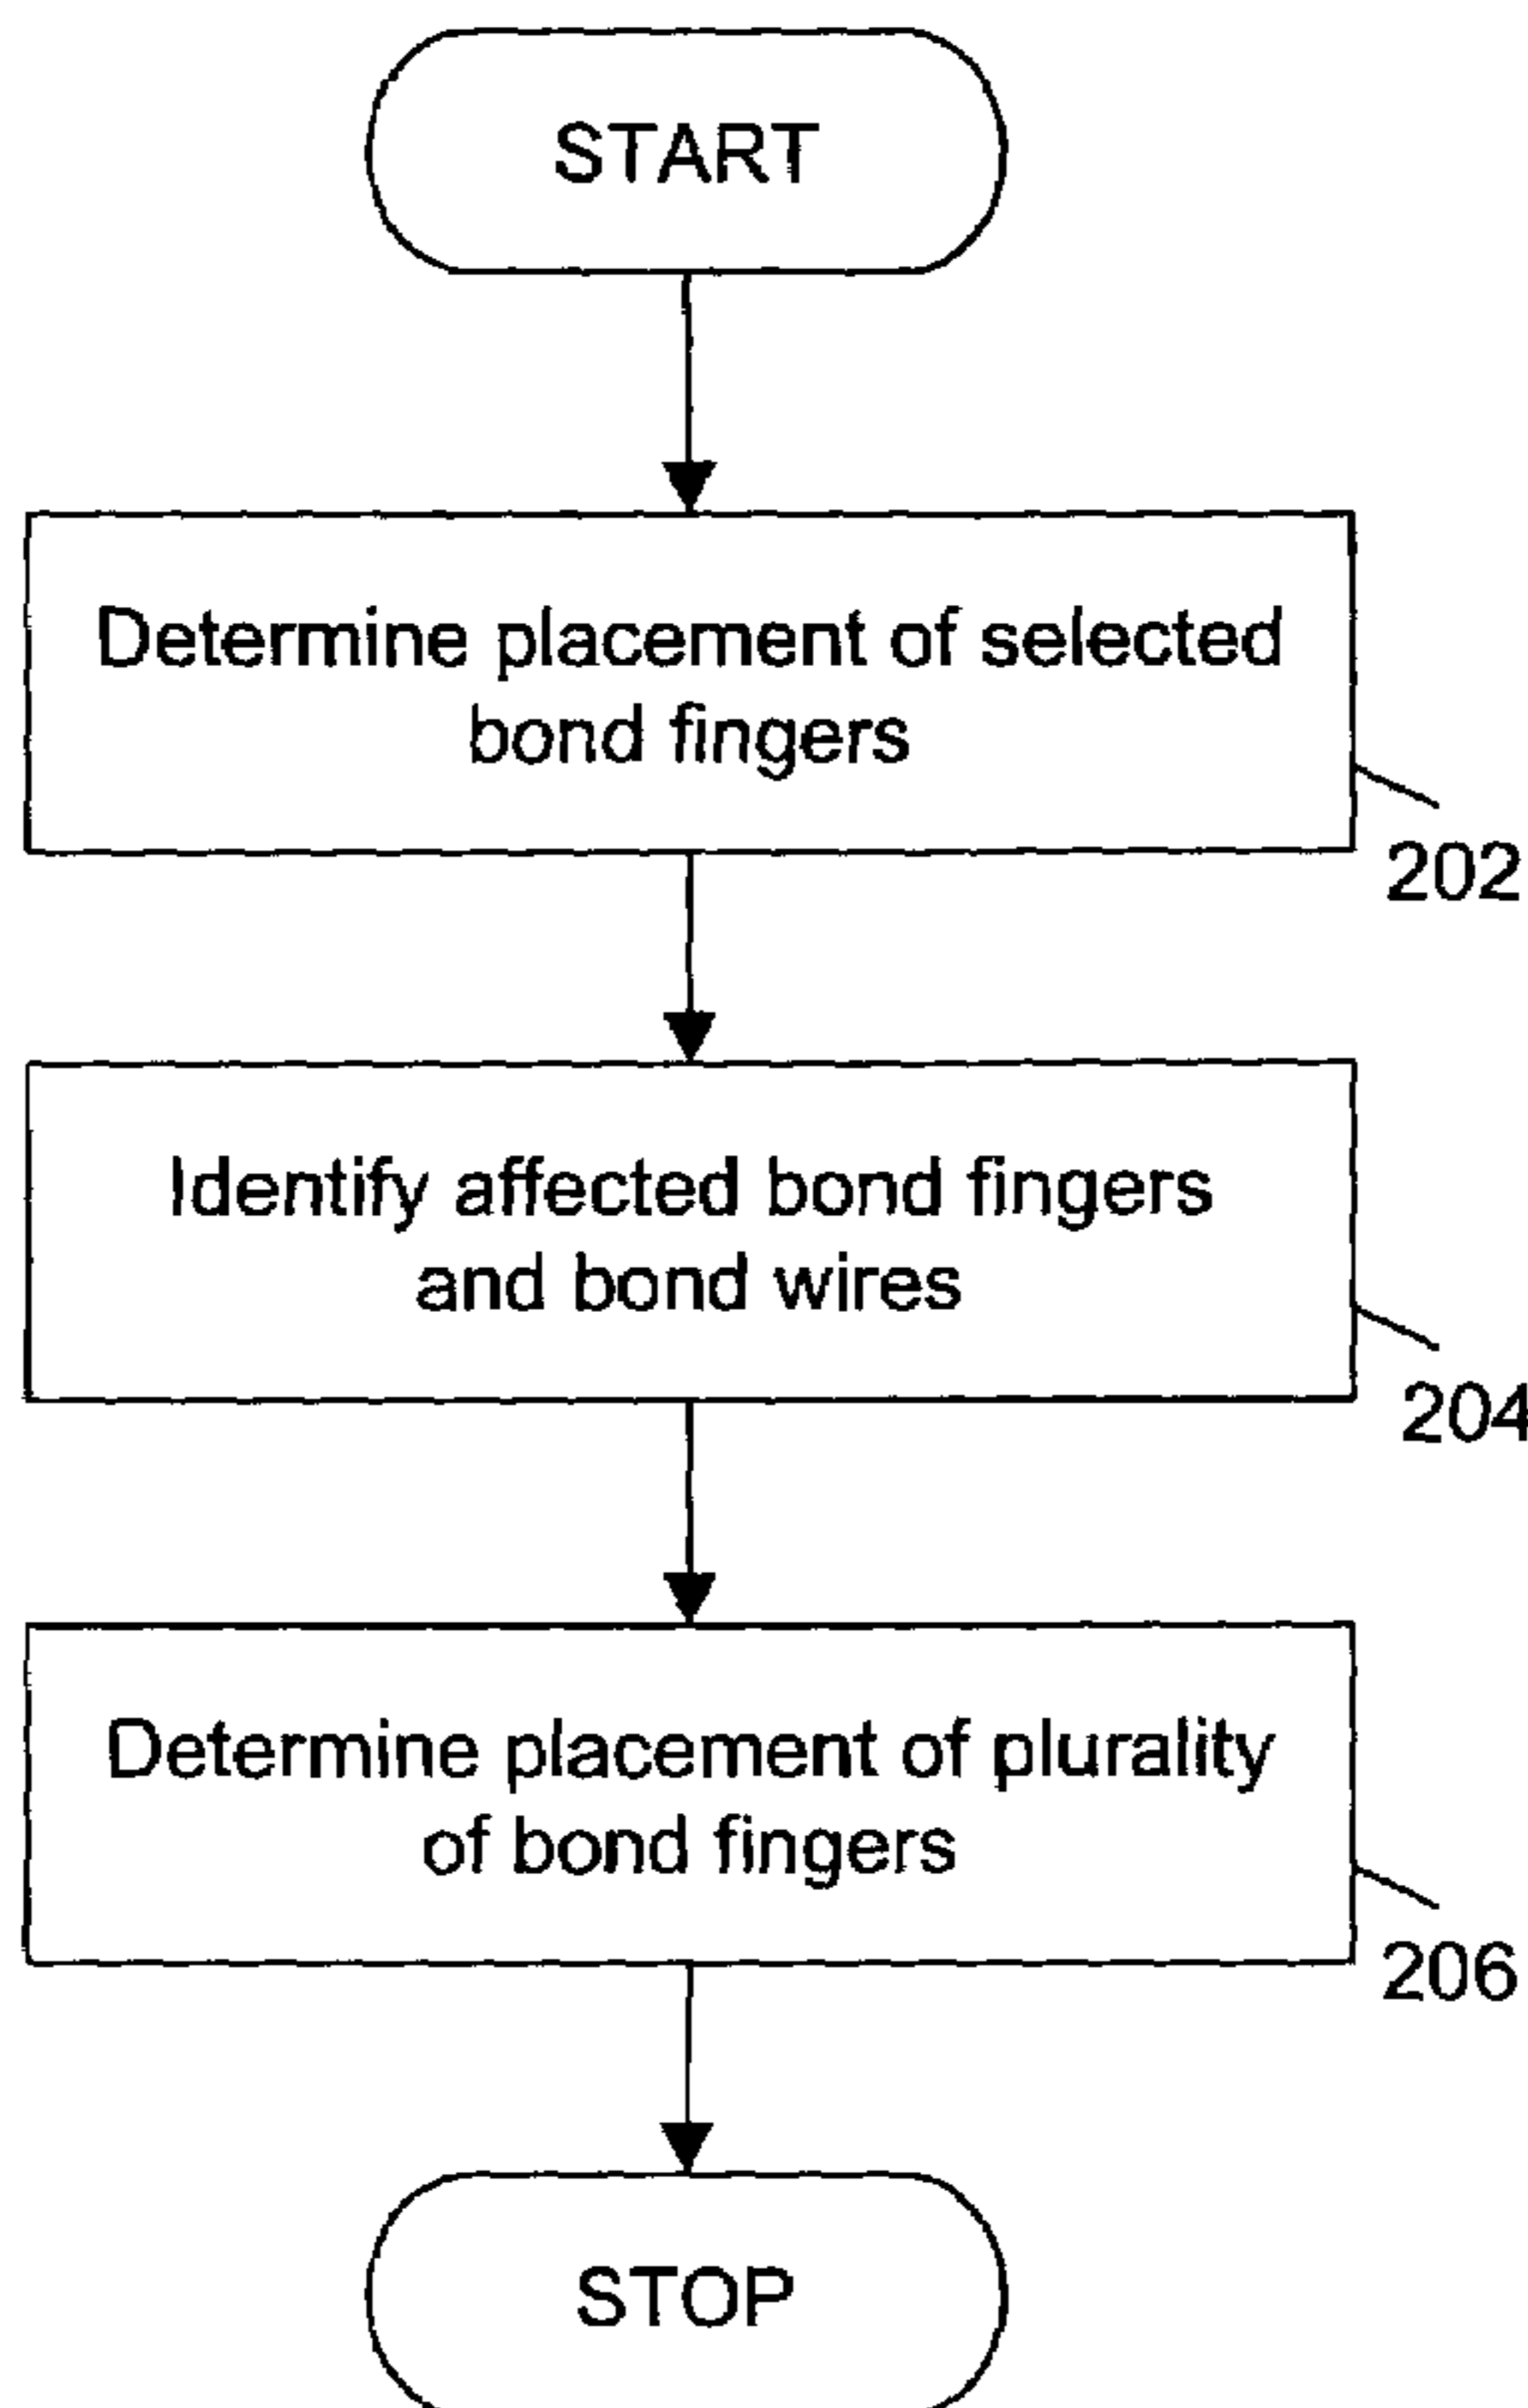 START
Determine placement of selected
bond fingers
202
Identify affected bond fingers
and bond wires
204
Determine placement of plurality
of bond fingers
206
STOP